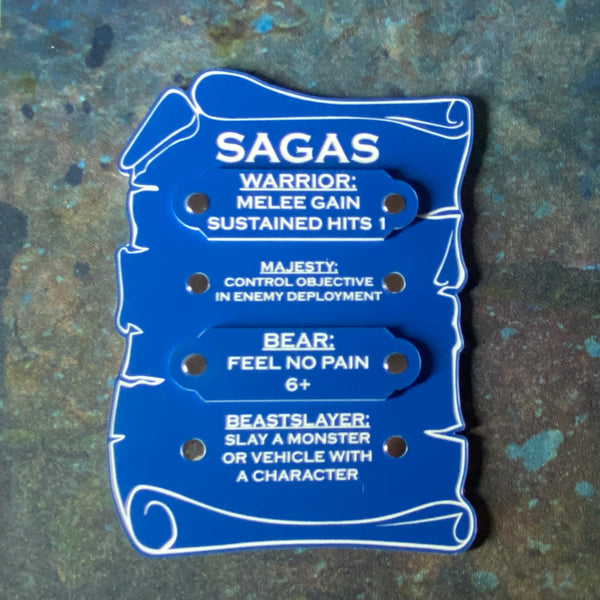 SAGAS
WARRIOR:
MELEE GAIN
SUSTAINED HITS 1
MAJESTY:
CONTROL OBJECTIVE
IN ENEMY DEPLOYMENT
BEAR:
FEEL NO PAIN
6+
BEASTSLAYER:
SLAY A MONSTER
OR VEHICLE WITH
A CHARACTER